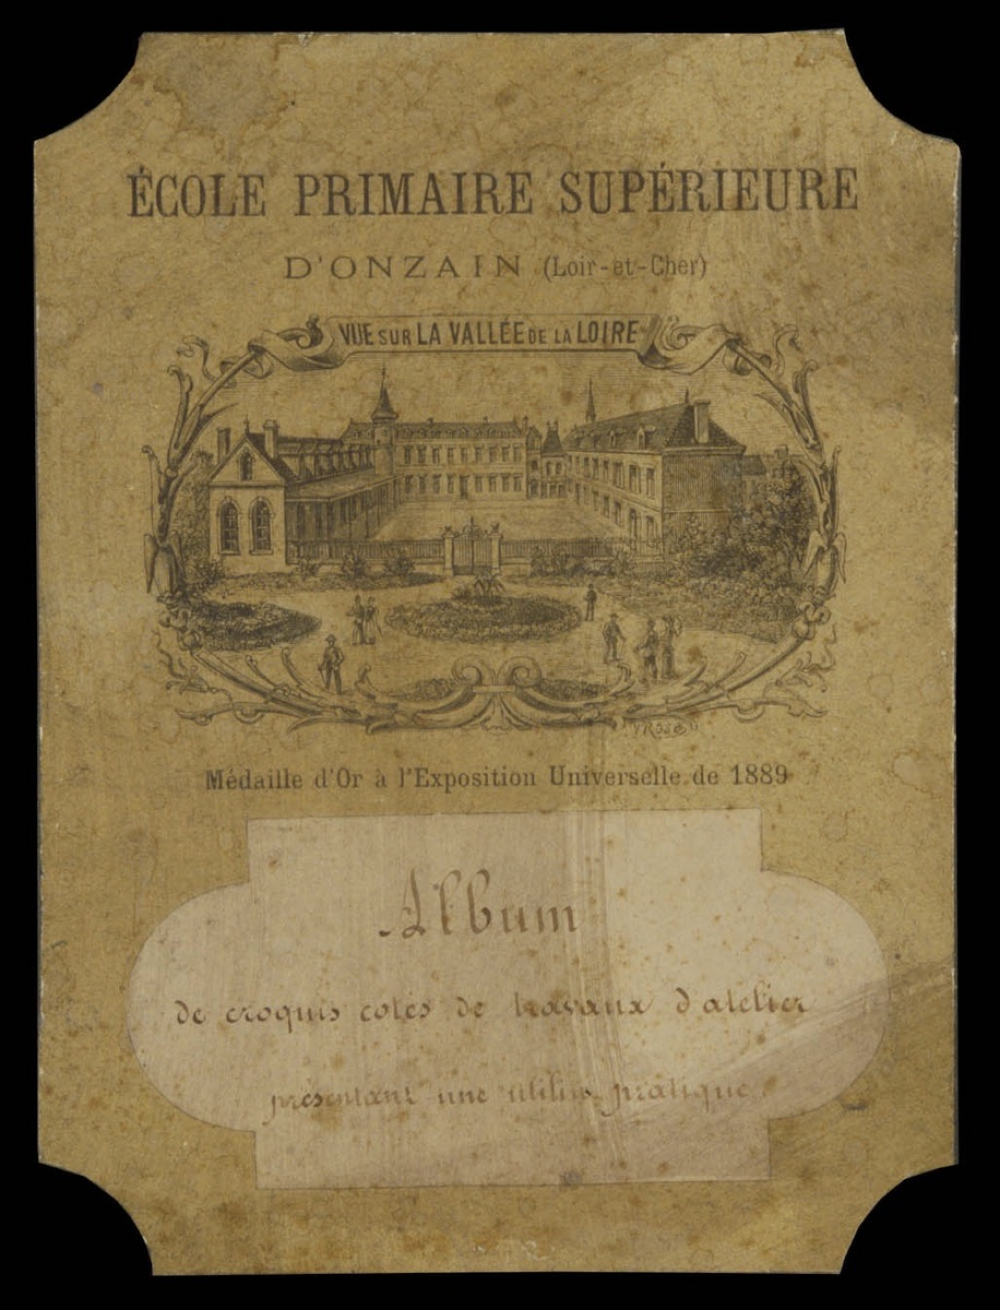 ÉCOLE PRIMAIRE SUPÉRIEURE
D'ONZAIN (Loir-et-Cher)
VUE SUR LA VALLÉE DE LA LOIRE
Médaille d'Or à l'Exposition Universelle de 1889
Album
de croquis cotés de travaux d'atelier
présentant une utilité pratique.